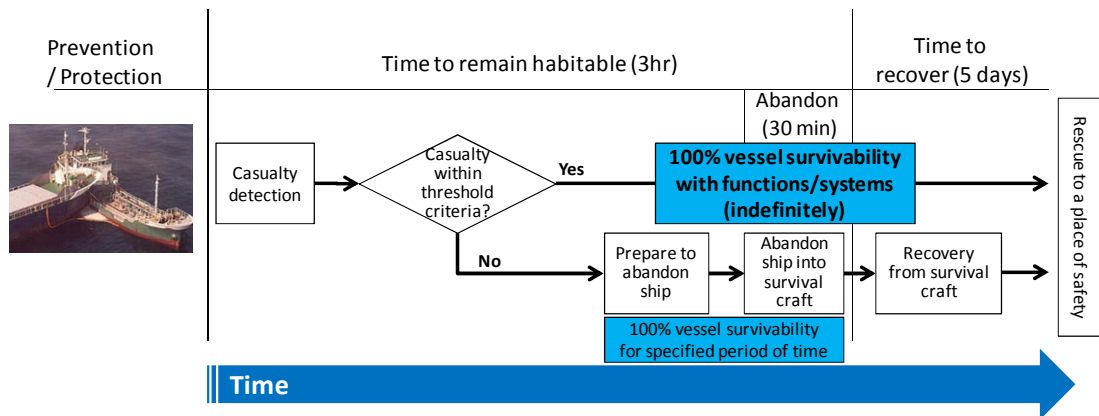 Prevention
/ Protection
Time to remain habitable (3hr)
Time to
recover (5 days)
Abandon
(30 min)
Casualty
detection
Casualty
within
threshold
criteria?
Yes
100% vessel survivability
with functions/systems
(indefinitely)
No
Prepare to
abandon
ship
Abandon
ship into
survival
craft
Recovery
from survival
craft
100% vessel survivability
for specified period of time
Rescue to a place of safety
Time